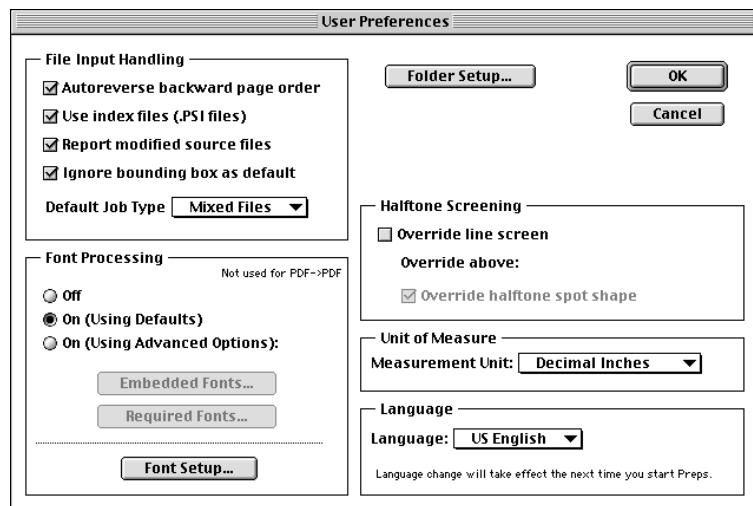 User Preferences
File Input Handling
Autoreverse backward page order
Use index files (.PSI files)
Report modified source files
Ignore bounding box as default
Default Job Type Mixed Files
Font Processing
Not used for PDF->PDF
Off
On (Using Defaults)
On (Using Advanced Options):
Embedded Fonts...
Required Fonts...
Font Setup...
Folder Setup...
OK
Cancel
Halftone Screening
Override line screen
Override above:
Override halftone spot shape
Unit of Measure
Measurement Unit: Decimal Inches
Language
Language: US English
Language change will take effect the next time you start Preps.